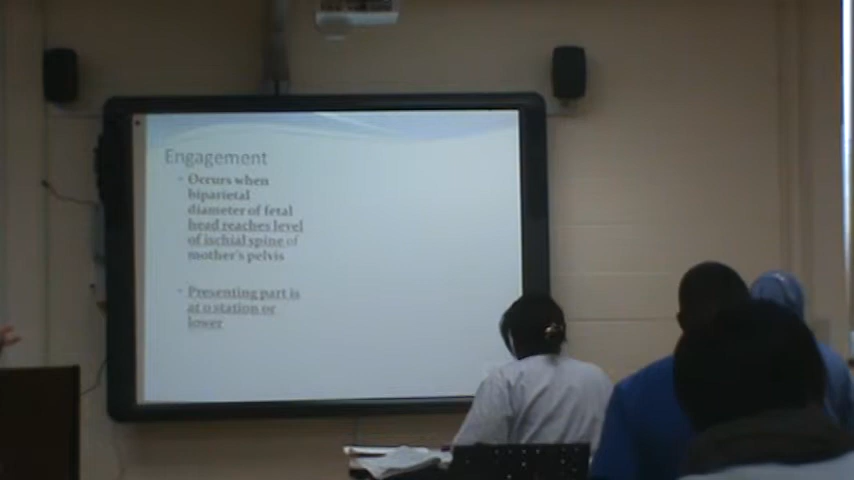 Engagement
Occurs when
biparietal
diameter of fetal
head reaches level
of ischial spine of
mother's pelvis
Presenting part is
at 0 station or
lower